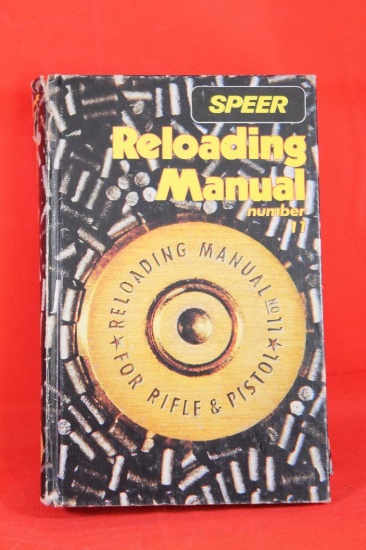 SPEER
Reloading
Manual
number
11
★ RELOADING MANUAL NO. 11 ★
FOR RIFLE & PISTOL